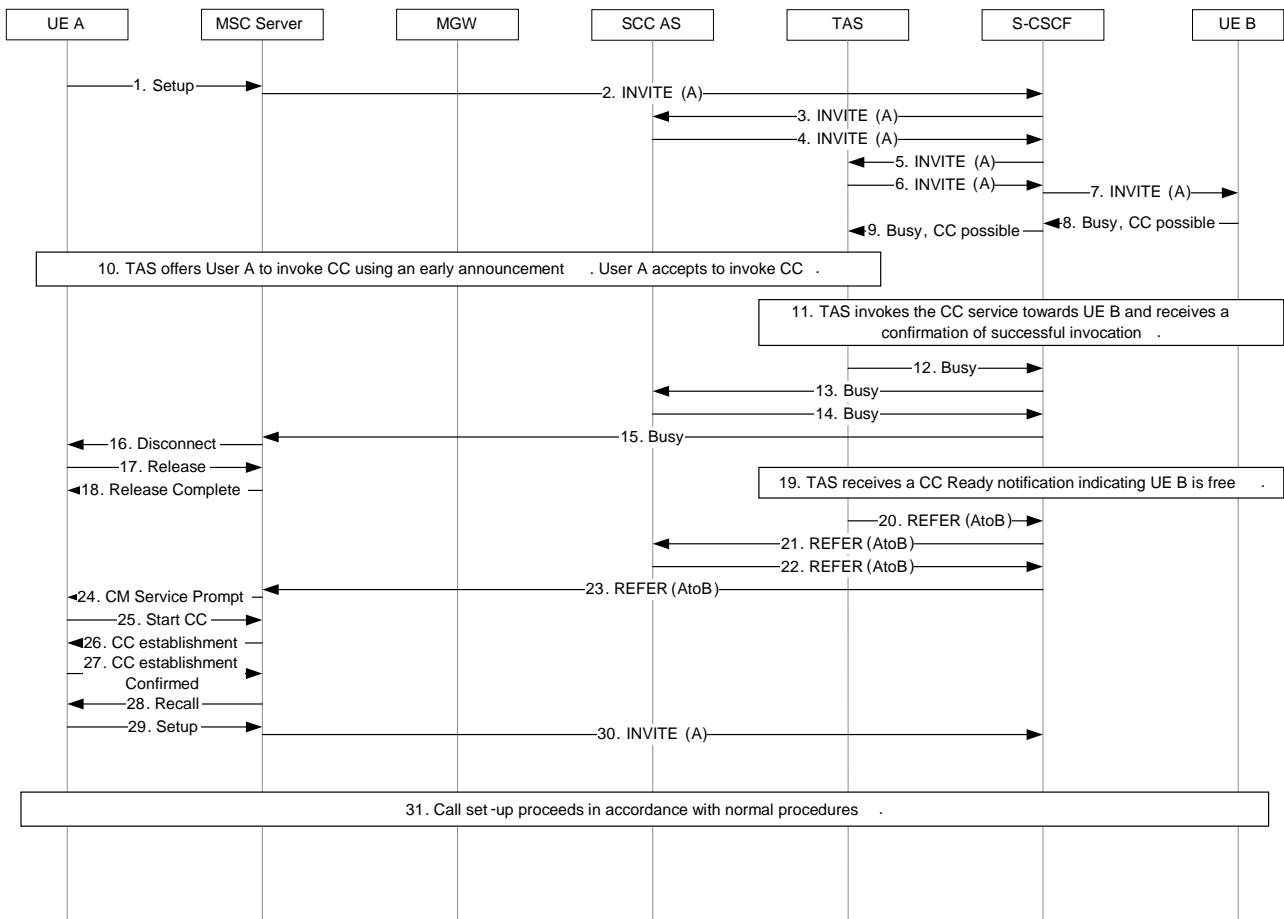 UE A
MSC Server
MGW
SCC AS
TAS
S-CSCF
UE B
1. Setup
2. INVITE (A)
3. INVITE (A)
4. INVITE (A)
5. INVITE (A)
6. INVITE (A)
7. INVITE (A)
8. Busy, CC possible
9. Busy, CC possible
10. TAS offers User A to invoke CC using an early announcement . User A accepts to invoke CC .
11. TAS invokes the CC service towards UE B and receives a
confirmation of successful invocation .
12. Busy
13. Busy
14. Busy
15. Busy
16. Disconnect
17. Release
18. Release Complete
19. TAS receives a CC Ready notification indicating UE B is free .
20. REFER (AtoB)
21. REFER (AtoB)
22. REFER (AtoB)
23. REFER (AtoB)
24. CM Service Prompt
25. Start CC
26. CC establishment
27. CC establishment
Confirmed
28. Recall
29. Setup
30. INVITE (A)
31. Call set-up proceeds in accordance with normal procedures .